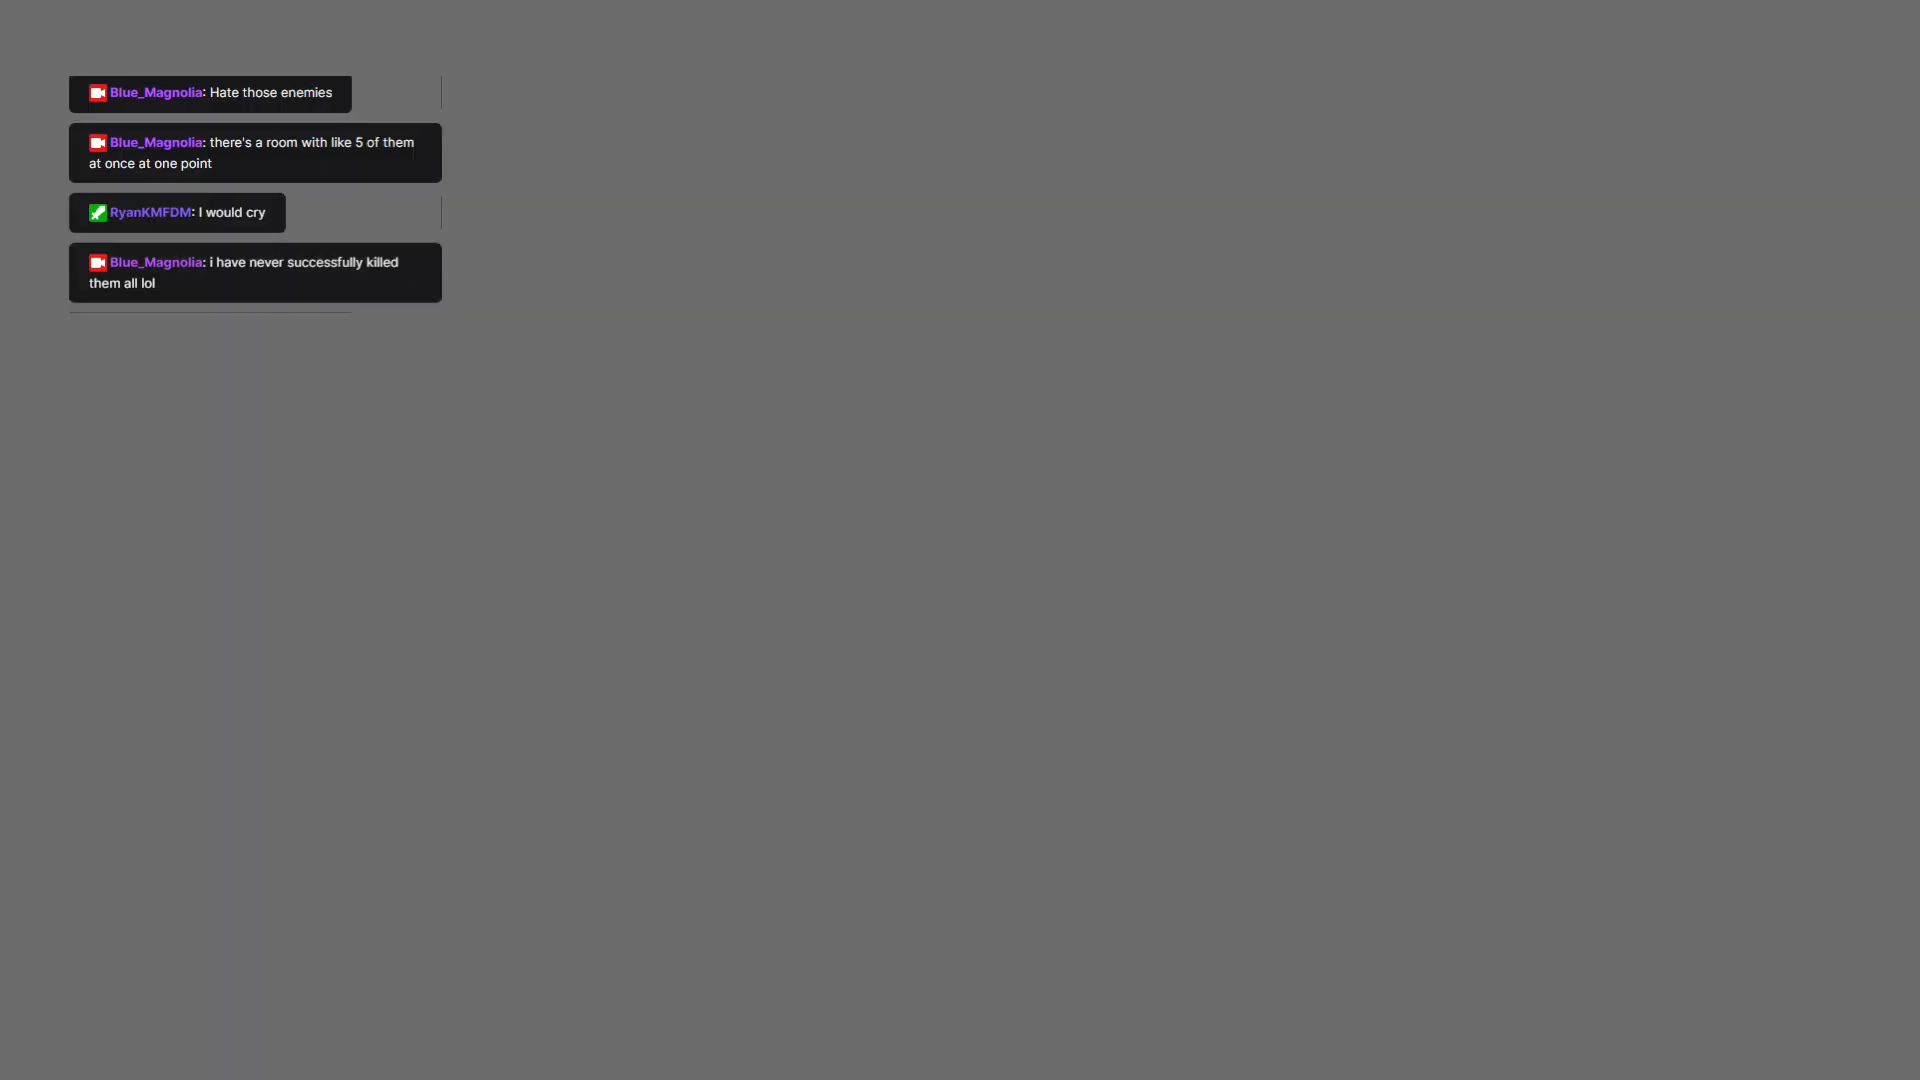 Blue_Magnolia: Hate those enemies
Blue_Magnolia: there's a room with like 5 of them
at once at one point
RyanKMFDM: I would cry
Blue_Magnolia: i have never successfully killed
them all lol